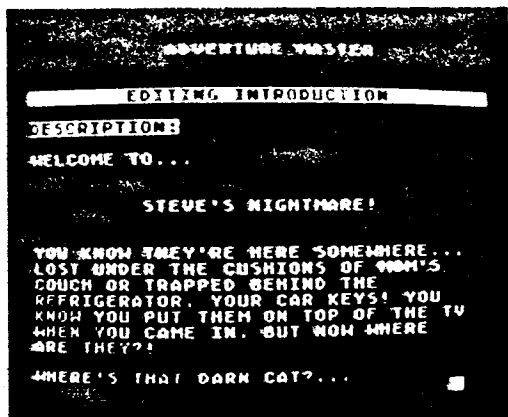 ADVENTURE MASTER
EDITING INTRODUCTION
DESCRIPTION:
WELCOME TO...
STEVE'S NIGHTMARE!
YOU KNOW THEY'RE HERE SOMEWHERE...
LOST UNDER THE CUSHIONS OF MOM'S
COUCH OR TRAPPED BEHIND THE
REFRIGERATOR. YOUR CAR KEYS! YOU
KNOW YOU PUT THEM ON TOP OF THE TV
WHEN YOU CAME IN. BUT NOW WHERE
ARE THEY?!
WHERE'S THAT DARN CAT?...